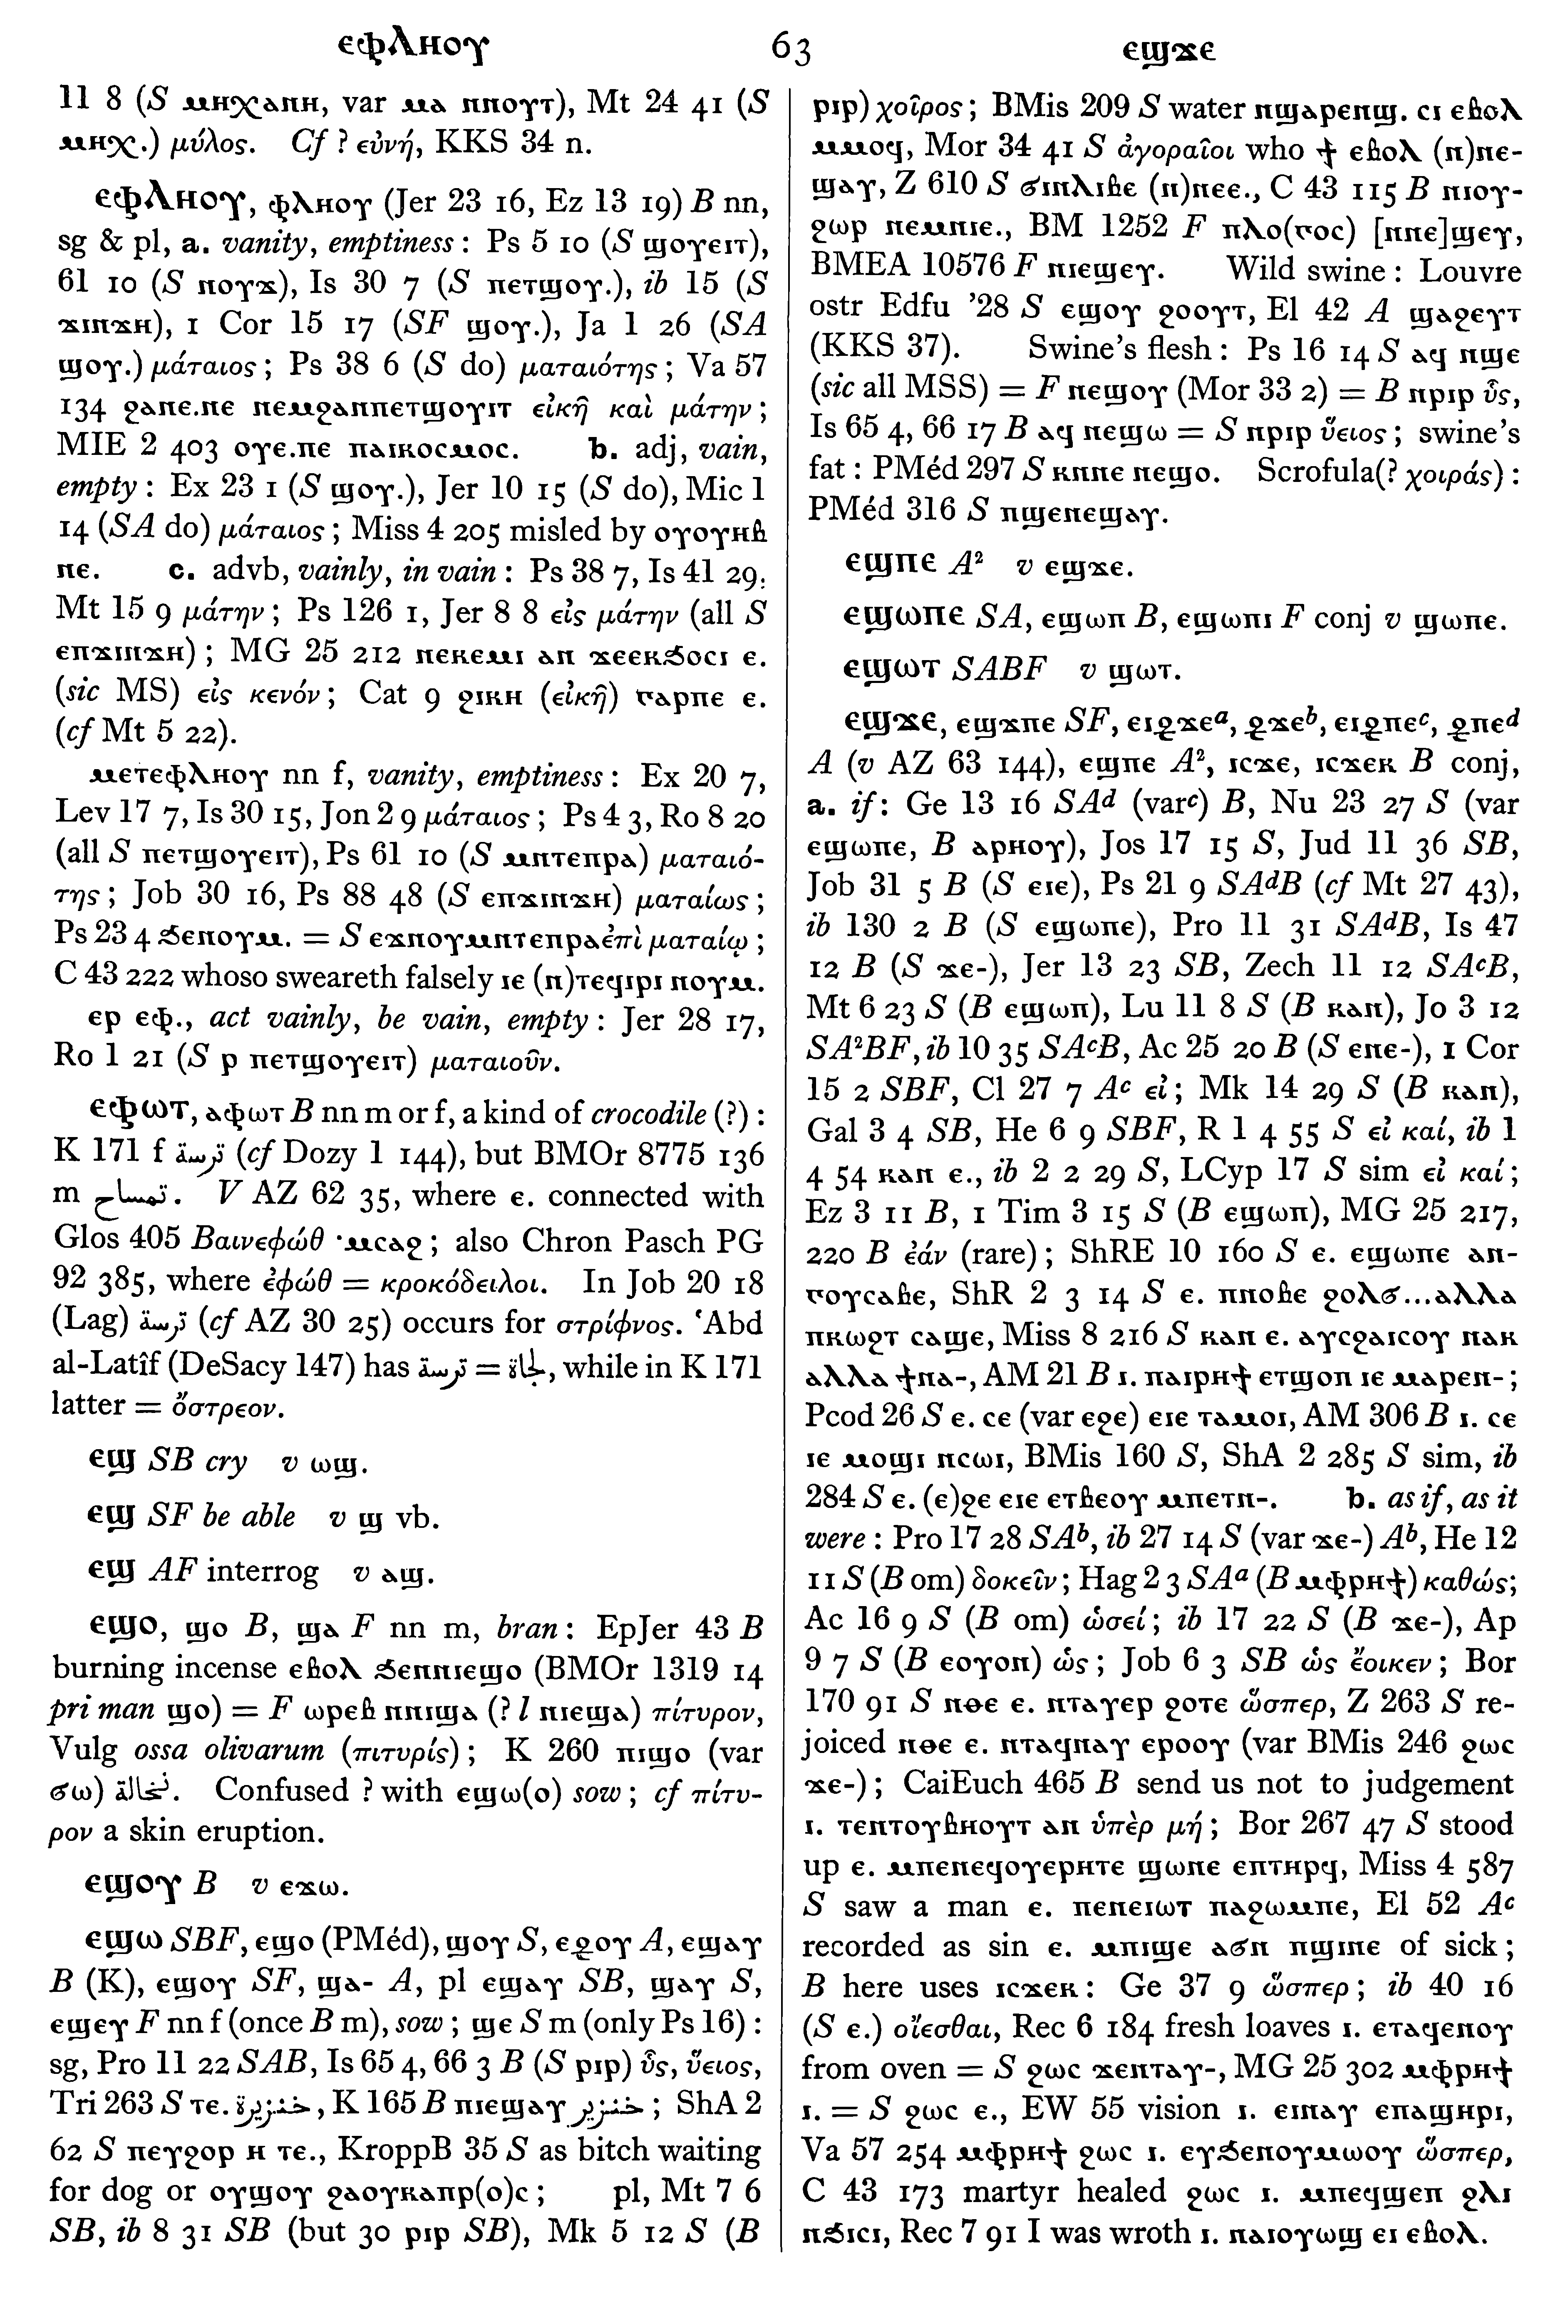 ⲉⲫⲗⲏⲟⲩ 63 ⲉϣϫⲉ
11 8 (S ⲙⲏⲭⲁⲛⲏ, var ⲙⲁ ⲛⲛⲟⲩⲧ), Mt 24 41 (S
ⲙⲏⲭ.) μύλος. Cf ? εὐνή, KKS 34 n.
ⲉⲫⲗⲏⲟⲩ, ⲫⲗⲏⲟⲩ (Jer 23 16, Ez 13 19) B nn,
sg & pl, a. vanity, emptiness : Ps 5 10 (S ϣⲟⲩⲉⲓⲧ),
61 10 (S ⲛⲟⲩϫ), Is 30 7 (S ⲡⲉⲧϣⲟⲩ.), ib 15 (S
ϫⲓⲛϫⲏ), 1 Cor 15 17 (SF ϣⲟⲩ.), Ja 1 26 (SA
ϣⲟⲩ.) μάταιος ; Ps 38 6 (S do) ματαιότης ; Va 57
134 ϩⲁⲛⲉ.ⲛⲉ ⲛⲉⲙϩⲁⲛⲡⲉⲧϣⲟⲩⲓⲧ εἰκῆ καὶ μάτην ;
MIE 2 403 ⲟⲩⲉ.ⲡⲉ ⲡⲁⲓⲕⲟⲥⲙⲟⲥ. b. adj, vain,
empty : Ex 23 1 (S ϣⲟⲩ.), Jer 10 15 (S do), Mic 1
14 (SA do) μάταιος ; Miss 4 205 misled by ⲟⲩⲟⲩⲏⲃ
ⲛⲉ. c. advb, vainly, in vain : Ps 38 7, Is 41 29,
Mt 15 9 μάτην ; Ps 126 1, Jer 8 8 εἰς μάτην (all S
ⲉⲡϫⲓⲛϫⲏ) ; MG 25 212 ⲛⲉⲕⲉⲙⲓ ⲁⲛ ϫⲉⲉⲕϧⲟⲥⲓ ⲉ.
(sic MS) εἰς κενόν ; Cat 9 ϩⲓⲕⲏ (εἰκῆ) ⲅⲁⲣⲡⲉ ⲉ.
(cf Mt 5 22).
ⲙⲉⲧⲉⲫⲗⲏⲟⲩ nn f, vanity, emptiness : Ex 20 7,
Lev 17 7, Is 30 15, Jon 2 9 μάταιος ; Ps 4 3, Ro 8 20
(all S ⲡⲉⲧϣⲟⲩⲉⲓⲧ), Ps 61 10 (S ⲙⲛⲧⲉⲡⲣⲁ) ματαιό-
της ; Job 30 16, Ps 88 48 (S ⲉⲡϫⲓⲛϫⲏ) ματαίως ;
Ps 23 4 ϧⲉⲛⲟⲩⲙ. = S ⲉϫⲛⲟⲩⲙⲛⲧⲉⲡⲣⲁ ἐπὶ ματαίῳ ;
C 43 222 whoso sweareth falsely ⲓⲉ (ⲛ)ⲧⲉϥⲓⲣⲓ ⲛⲟⲩⲙ.
ⲉⲣ ⲉⲫ., act vainly, be vain, empty : Jer 28 17,
Ro 1 21 (S ⲣ ⲡⲉⲧϣⲟⲩⲉⲓⲧ) ματαιοῦν.
ⲉⲫⲱⲧ, ⲁⲫⲱⲧ B nn m or f, a kind of crocodile (?) :
K 171 f ترسة (cf Dozy 1 144), but BMOr 8775 136
m تمساح. V AZ 62 35, where ⲉ. connected with
Glos 405 Βαινεφώθ ·ⲙⲥⲁϩ ; also Chron Pasch PG
92 385, where ἐφώθ = κροκόδειλοι. In Job 20 18
(Lag) ترسة (cf AZ 30 25) occurs for στρίφνος. ʿAbd
al-Latîf (DeSacy 147) has ترسة = لجاة, while in K 171
latter = ὄστρεον.
ⲉϣ SB cry v ⲱϣ.
ⲉϣ SF be able v ϣ vb.
ⲉϣ AF interrog v ⲁϣ.
ⲉϣⲟ, ϣⲟ B, ϣⲁ F nn m, bran : EpJer 43 B
burning incense ⲉⲃⲟⲗ ϧⲉⲛⲛⲓⲉϣⲟ (BMOr 1319 14
pri man ϣⲟ) = F ⲱⲣⲉⲃ ⲛⲛⲓϣⲁ (? l ⲛⲓⲉϣⲁ) πίτυρον,
Vulg ossa olivarum (πιτυρίς) ; K 260 ⲡⲓϣⲟ (var
ϭⲱ) نخالة. Confused ? with ⲉϣⲱ(ⲟ) sow ; cf πίτυ-
ρον a skin eruption.
ⲉϣⲟⲩ B v ⲉϫⲱ.
ⲉϣⲱ SBF, ⲉϣⲟ (PMéd), ϣⲟⲩ S, ⲉϩⲟⲩ A, ⲉϣⲁⲩ
B (K), ⲉϣⲟⲩ SF, ϣⲁ- A, pl ⲉϣⲁⲩ SB, ϣⲁⲩ S,
ⲉϣⲉⲩ F nn f (once B m), sow ; ϣⲉ S m (only Ps 16) :
sg, Pro 11 22 SAB, Is 65 4, 66 3 B (S ⲣⲓⲣ) ὗς, ὕειος,
Tri 263 S ⲧⲉ. خنزيرة, K 165 B ⲛⲓⲉϣⲁⲩ خنزير ; ShA 2
62 S ⲡⲉⲩϩⲟⲣ ⲏ ⲧⲉ., KroppB 35 S as bitch waiting
for dog or ⲟⲩϣⲟⲩ ϩⲁⲟⲩⲕⲁⲡⲣ(ⲟ)ⲥ ; pl, Mt 7 6
SB, ib 8 31 SB (but 30 ⲣⲓⲣ SB), Mk 5 12 S (B
ⲣⲓⲣ) χοῖρος ; BMis 209 S water ⲛϣⲁⲣⲉⲛϣ. ⲥⲓ ⲉⲃⲟⲗ
ⲙⲙⲟϥ, Mor 34 41 S ἀγοραῖοι who ϯ ⲉⲃⲟⲗ (ⲛ)ⲛⲉ-
ϣⲁⲩ, Z 610 S ϭⲓⲛⲗⲓⲃⲉ (ⲛ)ⲛⲉⲉ., C 43 115 B ⲛⲓⲟⲩ-
ϩⲱⲣ ⲛⲉⲙⲛⲓⲉ., BM 1252 F ⲡⲗⲟ(ⲅⲟⲥ) [ⲛⲛⲉ]ϣⲉⲩ,
BMEA 10576 F ⲛⲓⲉϣⲉⲩ. Wild swine : Louvre
ostr Edfu ’28 S ⲉϣⲟⲩ ϩⲟⲟⲩⲧ, El 42 A ϣⲁϩⲉⲩⲧ
(KKS 37). Swine’s flesh : Ps 16 14 S ⲁϥ ⲛϣⲉ
(sic all MSS) = F ⲛⲉϣⲟⲩ (Mor 33 2) = B ⲛⲣⲓⲣ ὗς,
Is 65 4, 66 17 B ⲁϥ ⲛⲉϣⲱ = S ⲛⲣⲓⲣ ὕειος ; swine’s
fat : PMéd 297 S ⲕⲛⲛⲉ ⲛⲉϣⲟ. Scrofula(? χοιράς) :
PMéd 316 S ⲛϣⲉⲛⲉϣⲁⲩ.
ⲉϣⲡⲉ A² v ⲉϣϫⲉ.
ⲉϣⲱⲡⲉ SA, ⲉϣⲱⲡ B, ⲉϣⲱⲡⲓ F conj v ϣⲱⲡⲉ.
ⲉϣⲱⲧ SABF v ϣⲱⲧ.
ⲉϣϫⲉ, ⲉϣϫⲡⲉ SF, ⲉⲓϩϫⲉᵃ, ϩϫⲉᵇ, ⲉⲓϩⲡⲉᶜ, ϩⲡⲉᵈ
A (v AZ 63 144), ⲉϣⲡⲉ A², ⲓⲥϫⲉ, ⲓⲥϫⲉⲕ B conj,
a. if : Ge 13 16 SAᵈ (varᶜ) B, Nu 23 27 S (var
ⲉϣⲱⲡⲉ, B ⲁⲣⲏⲟⲩ), Jos 17 15 S, Jud 11 36 SB,
Job 31 5 B (S ⲉⲓⲉ), Ps 21 9 SAᵈB (cf Mt 27 43),
ib 130 2 B (S ⲉϣⲱⲡⲉ), Pro 11 31 SAᵈB, Is 47
12 B (S ϫⲉ-), Jer 13 23 SB, Zech 11 12 SAᶜB,
Mt 6 23 S (B ⲉϣⲱⲡ), Lu 11 8 S (B ⲕⲁⲛ), Jo 3 12
SA²BF, ib 10 35 SAᶜB, Ac 25 20 B (S ⲉⲛⲉ-), 1 Cor
15 2 SBF, Cl 27 7 Aᶜ εἰ ; Mk 14 29 S (B ⲕⲁⲛ),
Gal 3 4 SB, He 6 9 SBF, R 1 4 55 S εἰ καί, ib 1
4 54 ⲕⲁⲛ ⲉ., ib 2 2 29 S, LCyp 17 S sim εἰ καί ;
Ez 3 11 B, 1 Tim 3 15 S (B ⲉϣⲱⲡ), MG 25 217,
220 B ἐάν (rare) ; ShRE 10 160 S ⲉ. ⲉϣⲱⲡⲉ ⲁⲛ-
ⲅⲟⲩⲥⲁⲃⲉ, ShR 2 3 14 S ⲉ. ⲛⲛⲟⲃⲉ ϩⲟⲗϭ...ⲁⲗⲗⲁ
ⲡⲕⲱϩⲧ ⲥⲁϣⲉ, Miss 8 216 S ⲕⲁⲛ ⲉ. ⲁⲩⲥϩⲁⲓⲥⲟⲩ ⲛⲁⲕ
ⲁⲗⲗⲁ ϯⲛⲁ-, AM 21 B ⲓ. ⲡⲁⲓⲣⲏϯ ⲉⲧϣⲟⲡ ⲓⲉ ⲙⲁⲣⲉⲛ- ;
Pcod 26 S ⲉ. ⲥⲉ (var ⲉϩⲉ) ⲉⲓⲉ ⲧⲁⲙⲟⲓ, AM 306 B ⲓ. ⲥⲉ
ⲓⲉ ⲙⲟϣⲓ ⲛⲥⲱⲓ, BMis 160 S, ShA 2 285 S sim, ib
284 S ⲉ. (ⲉ)ϩⲉ ⲉⲓⲉ ⲉⲧⲃⲉⲟⲩ ⲙⲡⲉⲧⲛ-. b. as if, as it
were : Pro 17 28 SAᵇ, ib 27 14 S (var ϫⲉ-) Aᵇ, He 12
11 S (B om) δοκεῖν ; Hag 2 3 SAᵃ (B ⲙⲫⲣⲏϯ) καθώς ;
Ac 16 9 S (B om) ὡσεί ; ib 17 22 S (B ϫⲉ-), Ap
9 7 S (B ⲉⲟⲩⲟⲛ) ὡς ; Job 6 3 SB ὡς ἔοικεν ; Bor
170 91 S ⲛⲑⲉ ⲉ. ⲛⲧⲁⲩⲉⲣ ϩⲟⲧⲉ ὥσπερ, Z 263 S re-
joiced ⲛⲑⲉ ⲉ. ⲛⲧⲁϥⲛⲁⲩ ⲉⲣⲟⲟⲩ (var BMis 246 ϩⲱⲥ
ϫⲉ-) ; CaiEuch 465 B send us not to judgement
ⲓ. ⲧⲉⲛⲧⲟⲩⲃⲏⲟⲩⲧ ⲁⲛ ὑπὲρ μή ; Bor 267 47 S stood
up ⲉ. ⲙⲡⲉⲛⲉϥⲟⲩⲉⲣⲏⲧⲉ ϣⲱⲛⲉ ⲉⲡⲧⲏⲣϥ, Miss 4 587
S saw a man ⲉ. ⲡⲉⲛⲉⲓⲱⲧ ⲡⲁϩⲱⲙⲡⲉ, El 52 Aᶜ
recorded as sin ⲉ. ⲙⲡⲓϣⲉ ⲁϭⲛ ⲡϣⲓⲛⲉ of sick ;
B here uses ⲓⲥϫⲉⲕ : Ge 37 9 ὥσπερ ; ib 40 16
(S ⲉ.) οἴεσθαι, Rec 6 184 fresh loaves ⲓ. ⲉⲧⲁϥⲉⲛⲟⲩ
from oven = S ϩⲱⲥ ϫⲉⲛⲧⲁⲩ-, MG 25 302 ⲙⲫⲣⲏϯ
ⲓ. = S ϩⲱⲥ ⲉ., EW 55 vision ⲓ. ⲉⲓⲛⲁⲩ ⲉⲡⲁϣⲏⲣⲓ,
Va 57 254 ⲙⲫⲣⲏϯ ϩⲱⲥ ⲓ. ⲉⲩϧⲉⲛⲟⲩⲙⲱⲟⲩ ὥσπερ,
C 43 173 martyr healed ϩⲱⲥ ⲓ. ⲙⲡⲉϥϣⲉⲡ ϩⲗⲓ
ⲛϧⲓⲥⲓ, Rec 7 91 I was wroth ⲓ. ⲛⲁⲓⲟⲩⲱϣ ⲉⲓ ⲉⲃⲟⲗ.